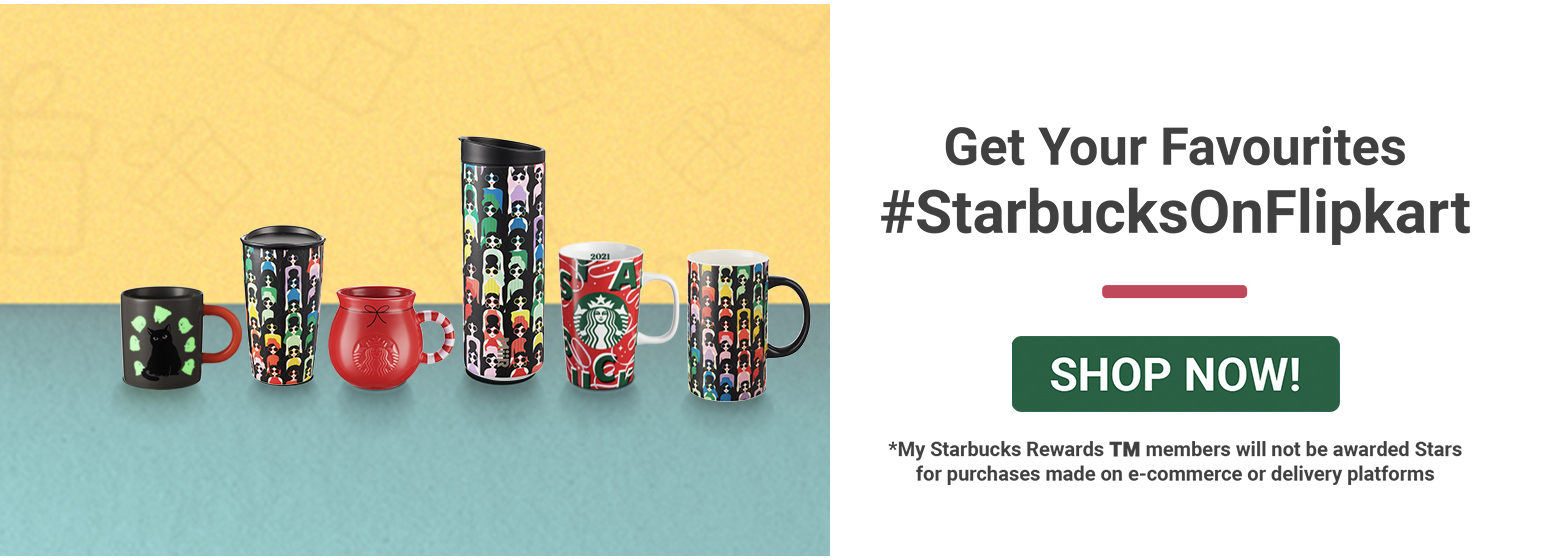 2021
Get Your Favourites
#StarbucksOnFlipkart
SHOP NOW!
*My Starbucks Rewards TM members will not be awarded Stars
for purchases made on e-commerce or delivery platforms